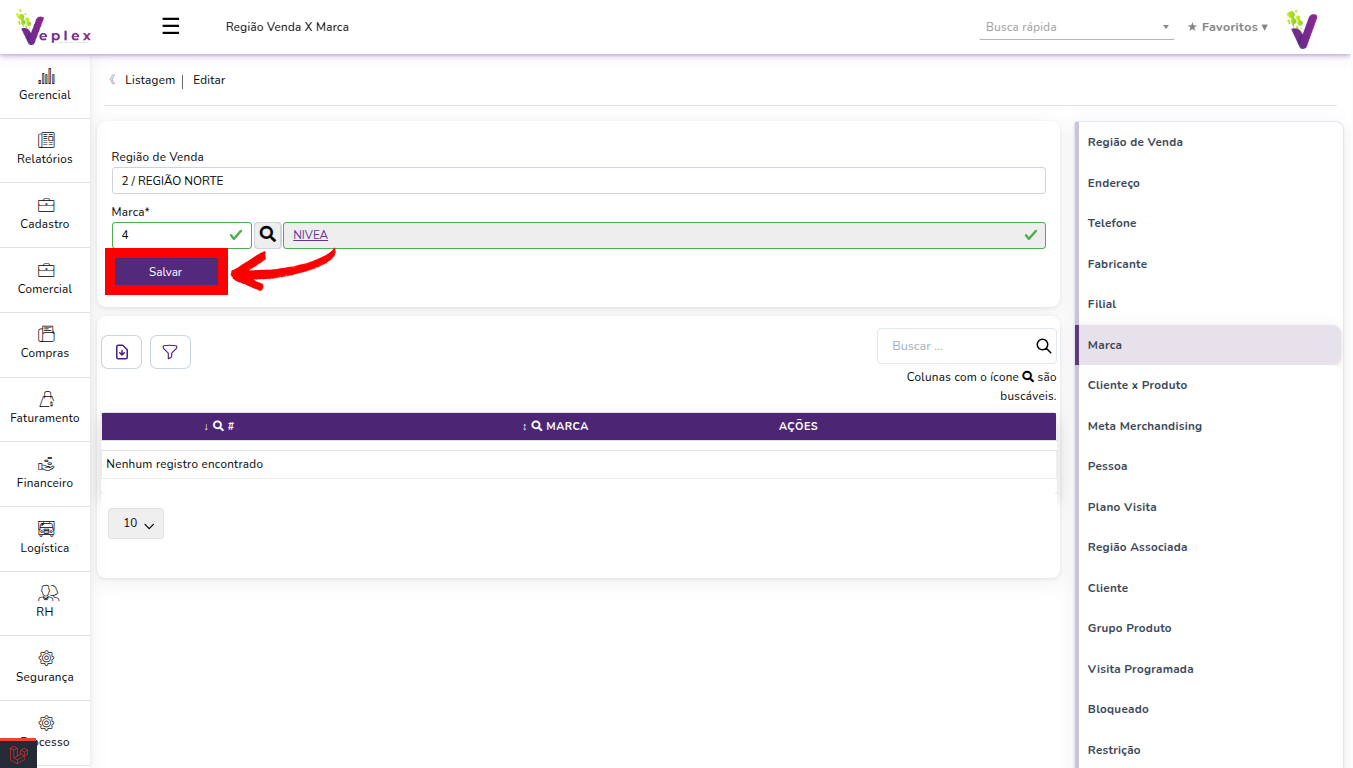 Veplex
☰
Região Venda X Marca
Busca rápida
★ Favoritos ▾
Gerencial
Relatórios
Cadastro
Comercial
Compras
Faturamento
Financeiro
Logística
RH
Segurança
《 Listagem | Editar
Região de Venda
2 / REGIÃO NORTE
Marca*
4
NIVEA
Salvar
Buscar ...
Colunas com o ícone são
buscáveis.
↓ # ↕ MARCA AÇÕES
Nenhum registro encontrado
10
Região de Venda
Endereço
Telefone
Fabricante
Filial
Marca
Cliente x Produto
Meta Merchandising
Pessoa
Plano Visita
Região Associada
Cliente
Grupo Produto
Visita Programada
Bloqueado
Restrição